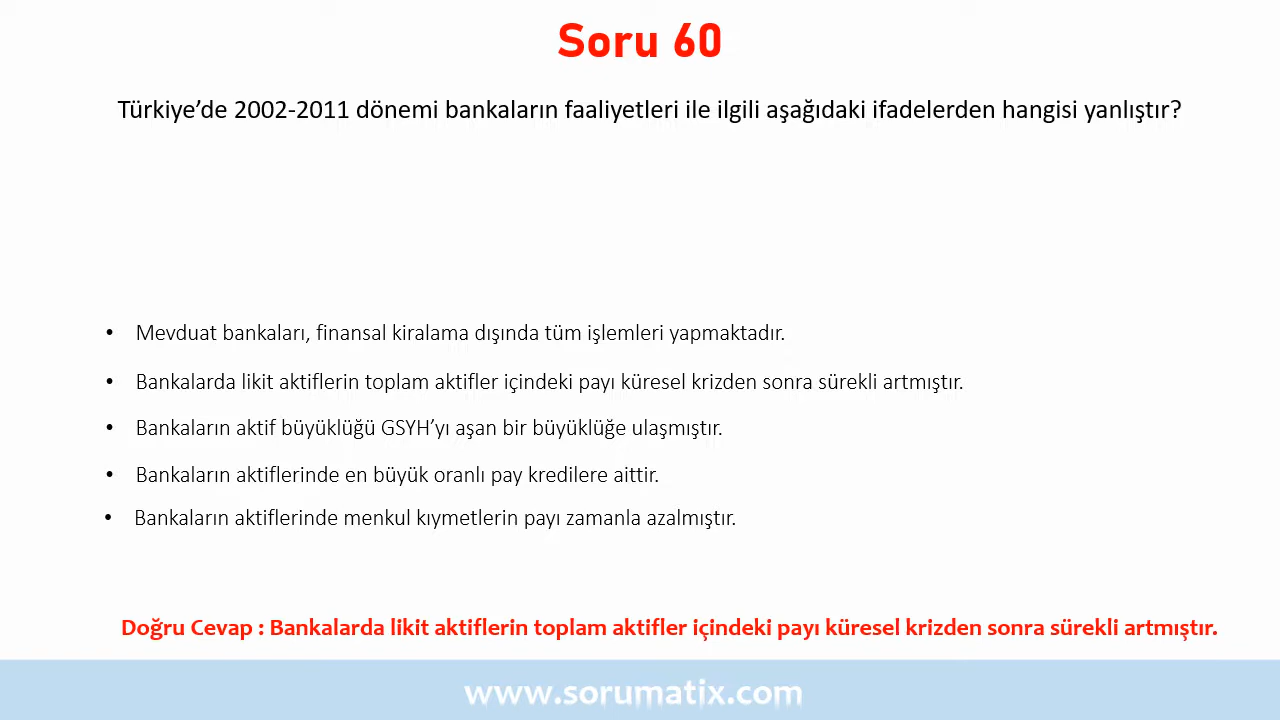 Soru 60
Türkiye’de 2002-2011 dönemi bankaların faaliyetleri ile ilgili aşağıdaki ifadelerden hangisi yanlıştır?
• Mevduat bankaları, finansal kiralama dışında tüm işlemleri yapmaktadır.
• Bankalarda likit aktiflerin toplam aktifler içindeki payı küresel krizden sonra sürekli artmıştır.
• Bankaların aktif büyüklüğü GSYH’yı aşan bir büyüklüğe ulaşmıştır.
• Bankaların aktiflerinde en büyük oranlı pay kredilere aittir.
• Bankaların aktiflerinde menkul kıymetlerin payı zamanla azalmıştır.
Doğru Cevap : Bankalarda likit aktiflerin toplam aktifler içindeki payı küresel krizden sonra sürekli artmıştır.
www.sorumatix.com